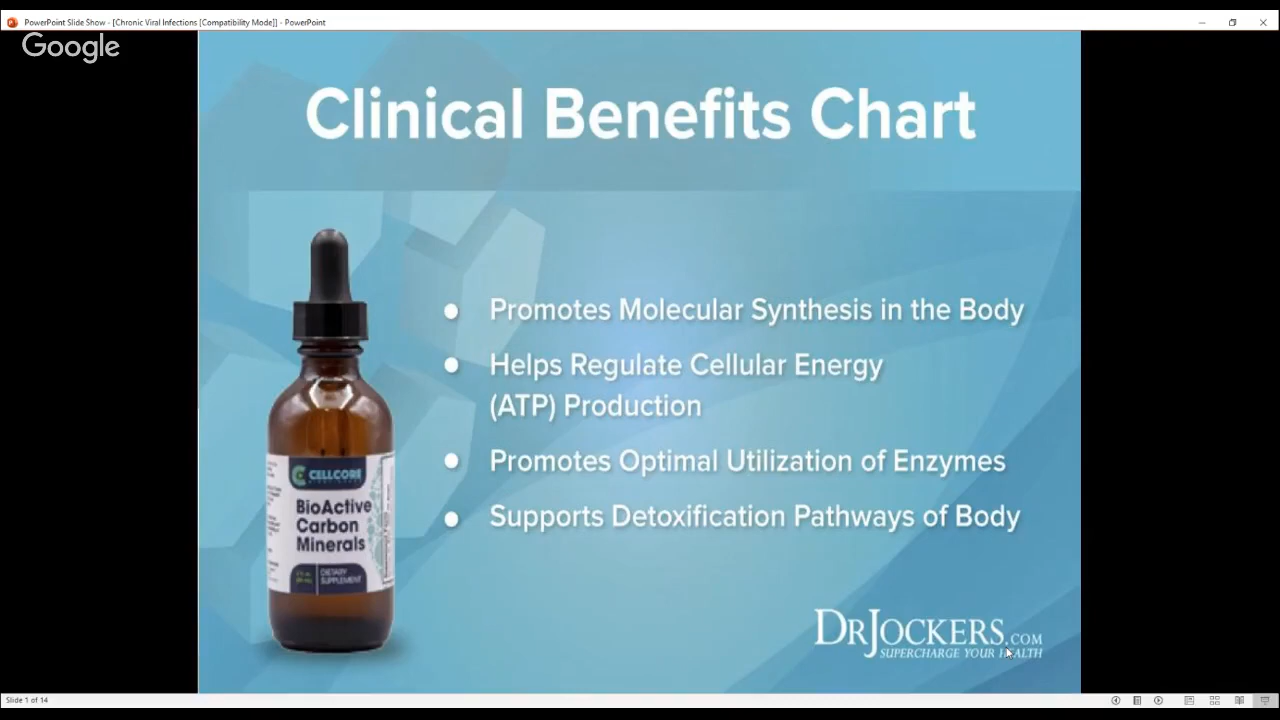 PowerPoint Slide Show - [Chronic Viral Infections [Compatibility Mode]] - PowerPoint
Google
Clinical Benefits Chart
● Promotes Molecular Synthesis in the Body
● Helps Regulate Cellular Energy
(ATP) Production
● Promotes Optimal Utilization of Enzymes
● Supports Detoxification Pathways of Body
CELLCORE
BioActive
Carbon
Minerals
DIETARY
SUPPLEMENT
DRJOCKERS.COM
SUPERCHARGE YOUR HEALTH
Slide 1 of 14